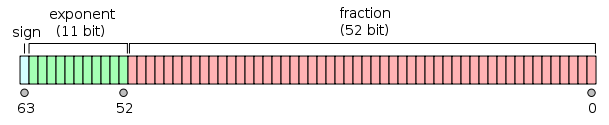 sign
exponent
(11 bit)
fraction
(52 bit)
63
52
0